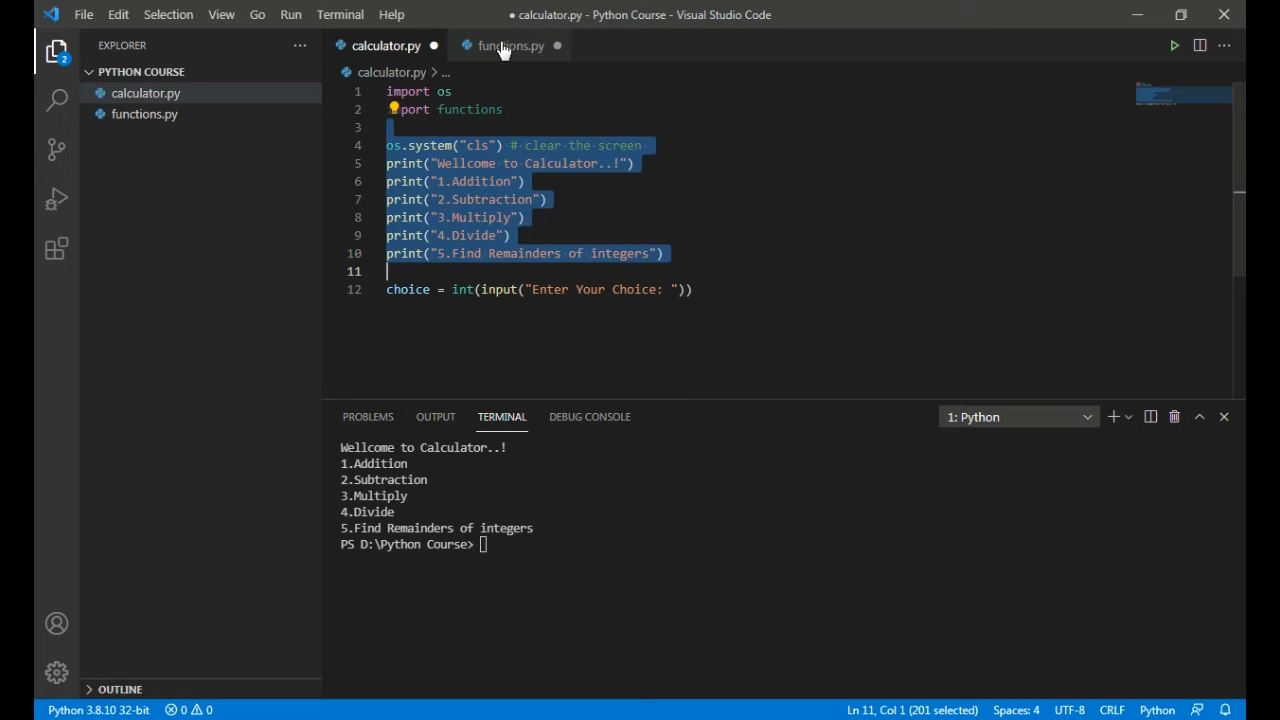 File Edit Selection View Go Run Terminal Help ● calculator.py - Python Course - Visual Studio Code
EXPLORER
calculator.py
functions.py
PYTHON COURSE
calculator.py
functions.py
2
calculator.py > ...
1 import os
2 port functions
3
4 os.system("cls") # clear the screen
5 print("Wellcome to Calculator..!")
6 print("1.Addition")
7 print("2.Subtraction")
8 print("3.Multiply")
9 print("4.Divide")
10 print("5.Find Remainders of integers")
11
12 choice = int(input("Enter Your Choice: "))
PROBLEMS OUTPUT TERMINAL DEBUG CONSOLE 1: Python
Wellcome to Calculator..!
1.Addition
2.Subtraction
3.Multiply
4.Divide
5.Find Remainders of integers
PS D:\Python Course>
OUTLINE
Python 3.8.10 32-bit 0 0 Ln 11, Col 1 (201 selected) Spaces: 4 UTF-8 CRLF Python